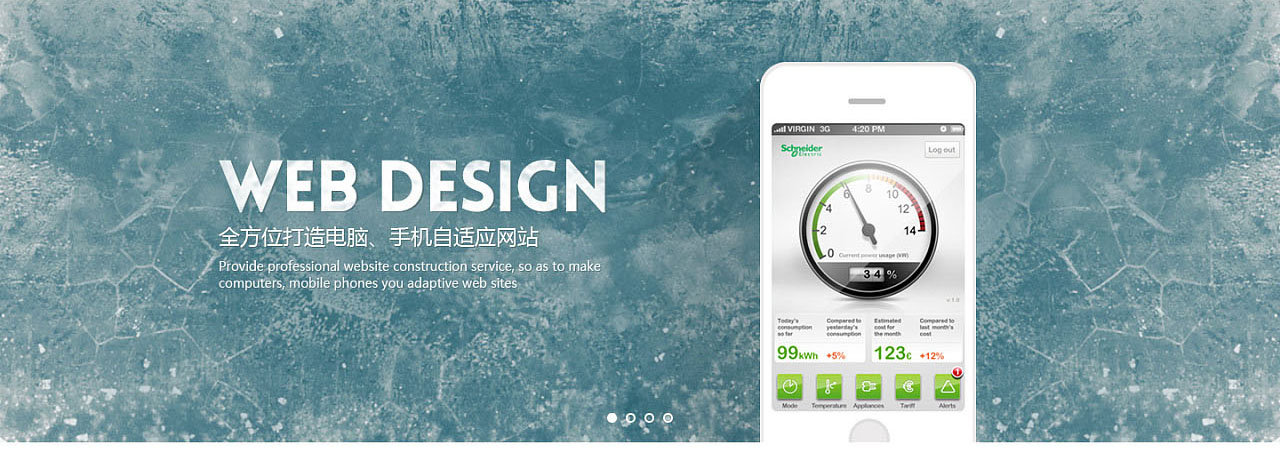 WEB DESIGN
全方位打造电脑、手机自适应网站
Provide professional website construction service, so as to make
computers, mobile phones you adaptive web sites
VIRGIN 3G 4:20 PM
Schneider
Electric
Log out
0 2 4 6 8 10 12 14
Current power usage (kW)
34 %
v 1.0
Today's
consumption
so far
Compared to
yesterday's
consumption
Estimated
cost for
the month
Compared to
last month's
cost
99kWh +5% 123€ +12%
1
Mode Temperature Appliances Tariff Alerts